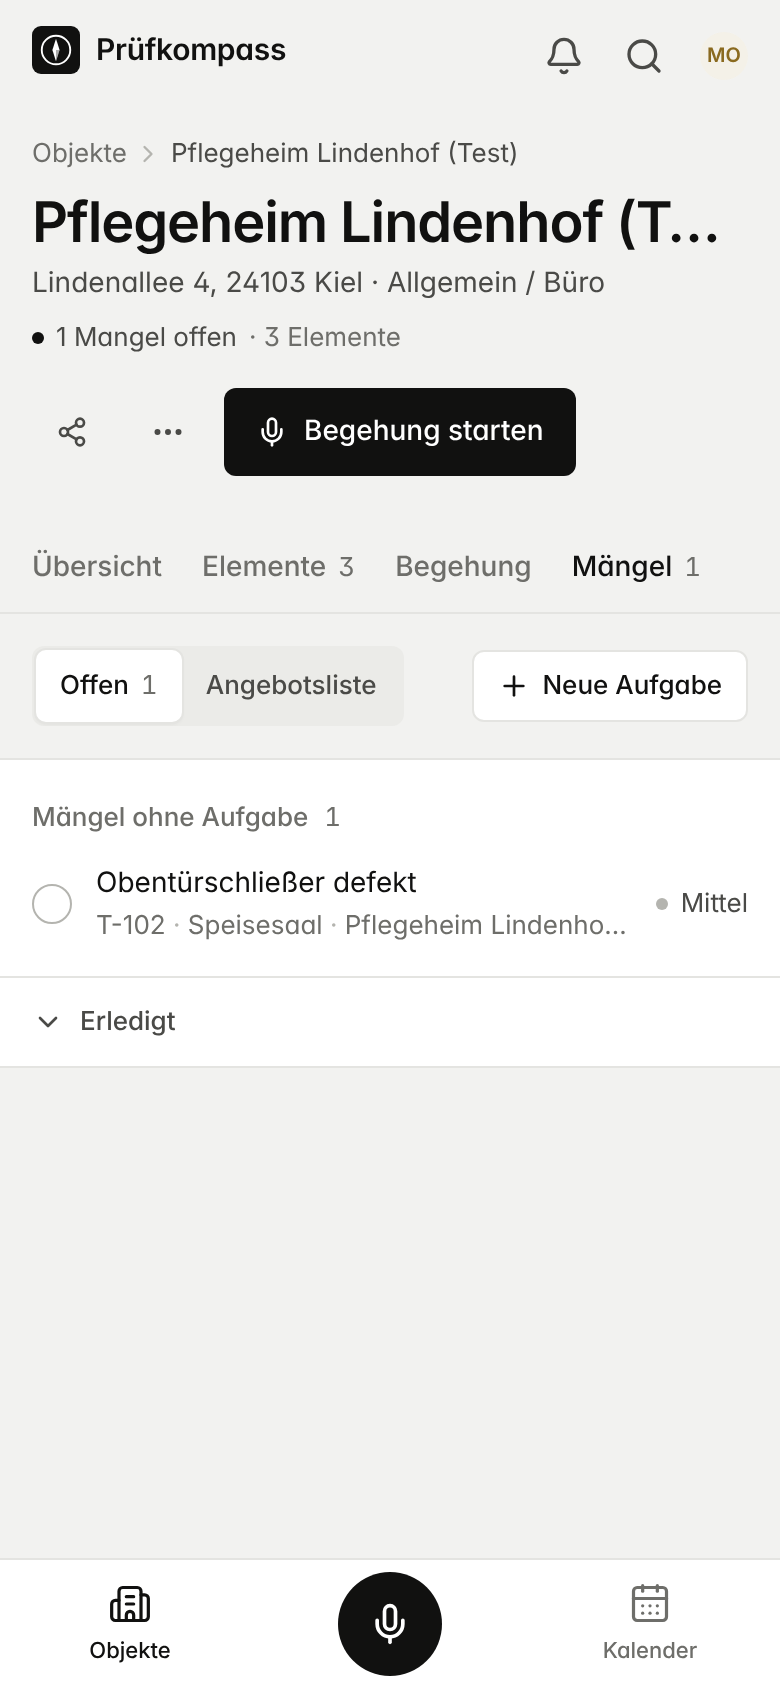 Prüfkompass
MO
Objekte > Pflegeheim Lindenhof (Test)
Pflegeheim Lindenhof (T...
Lindenallee 4, 24103 Kiel · Allgemein / Büro
1 Mangel offen · 3 Elemente
Begehung starten
Übersicht Elemente 3 Begehung Mängel 1
Offen 1 Angebotsliste + Neue Aufgabe
Mängel ohne Aufgabe 1
Obentürschließer defekt
T-102 · Speisesaal · Pflegeheim Lindenho...
Mittel
Erledigt
Objekte Kalender